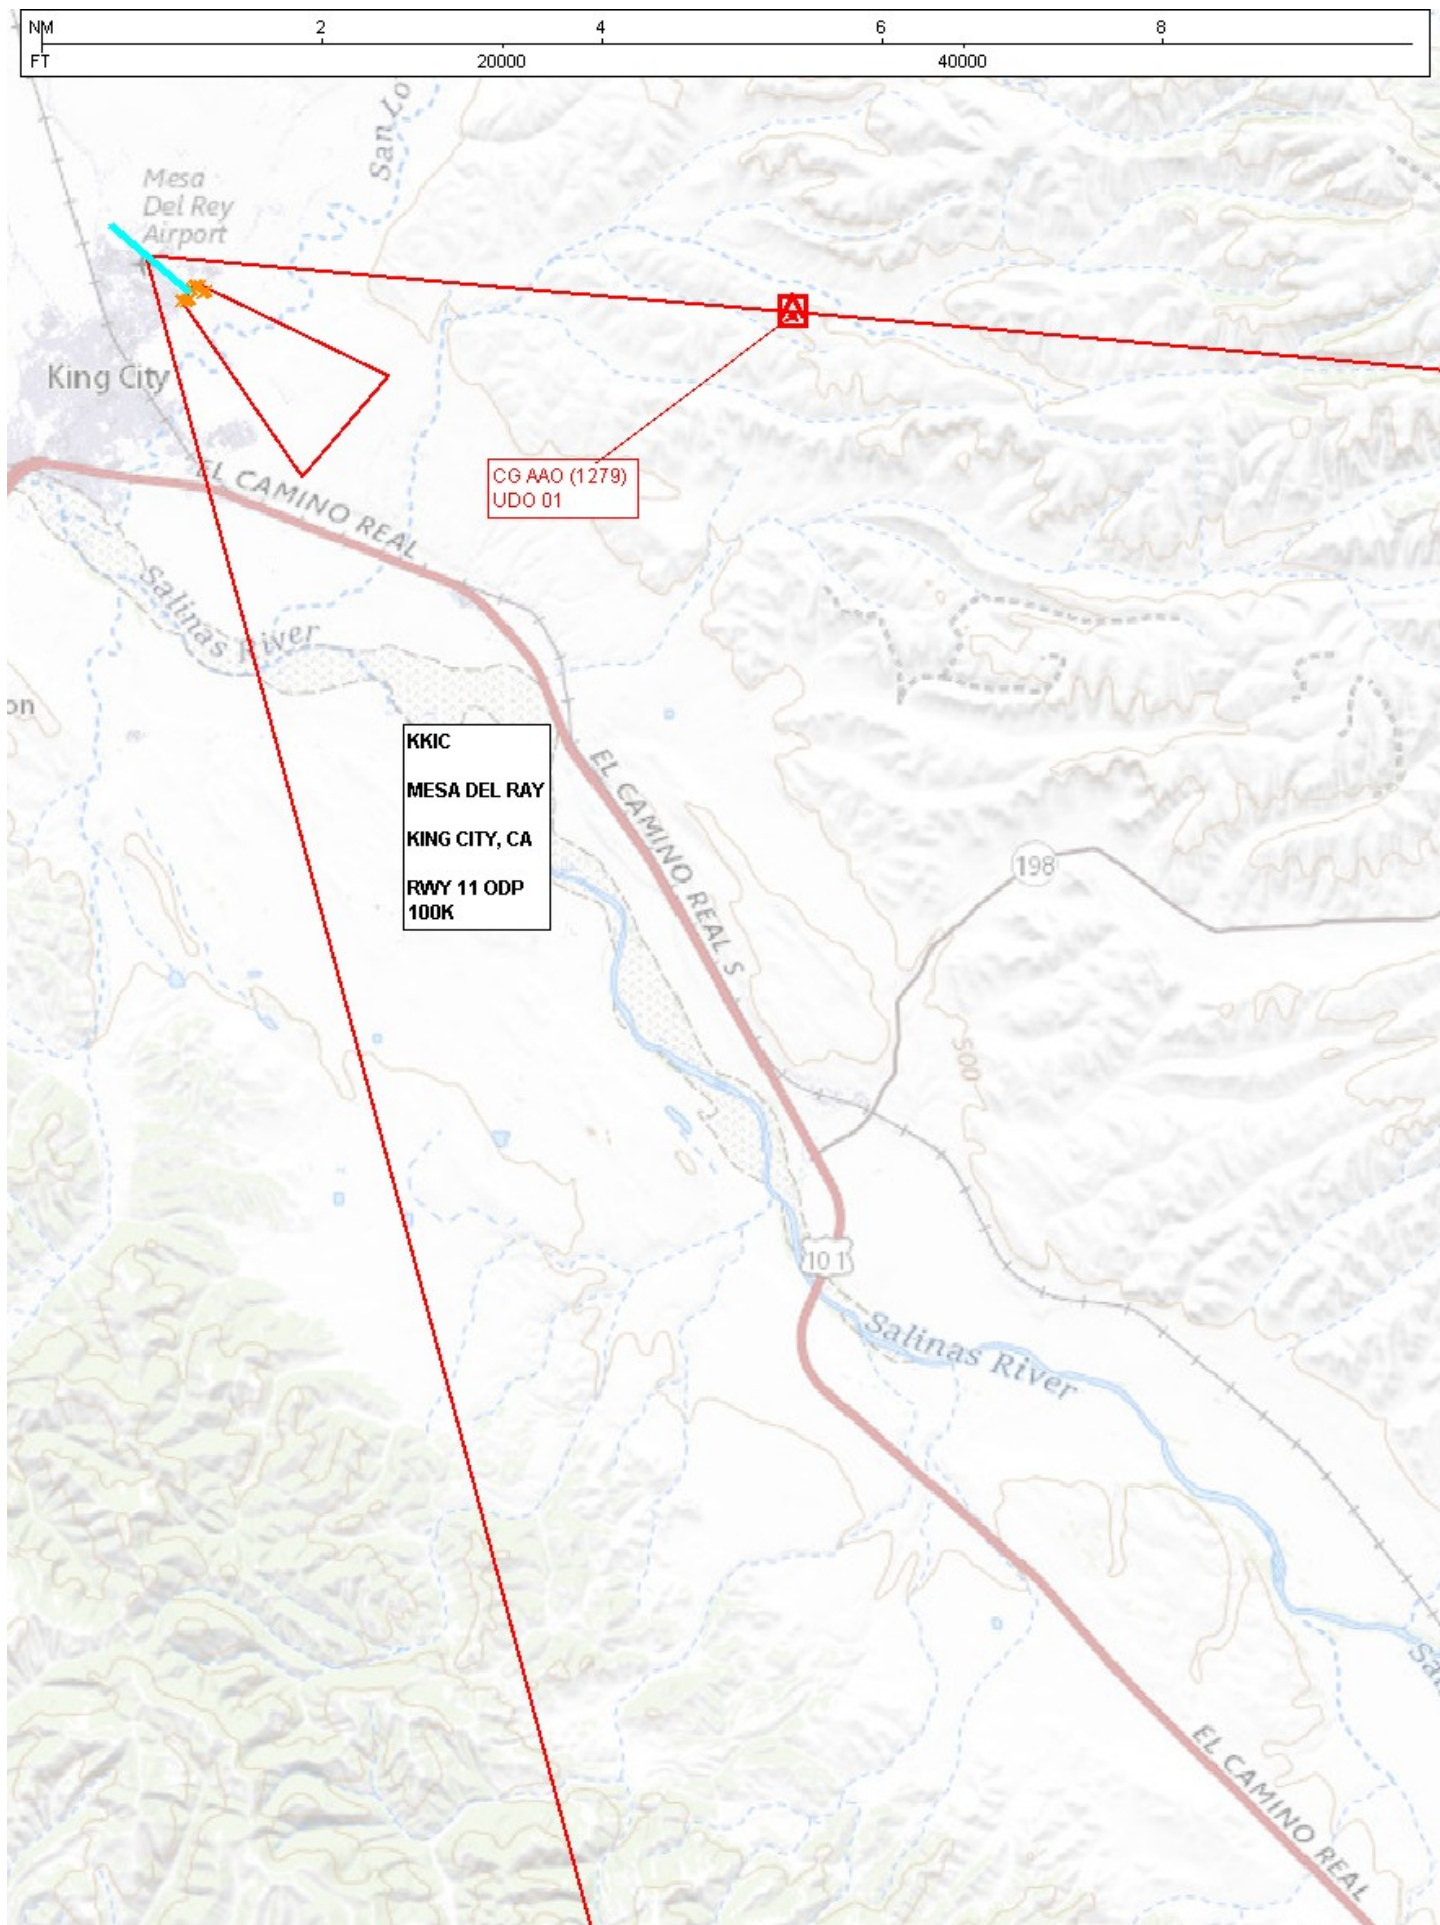 NM 2 4 6 8
FT 20000 40000
San Lo
Mesa
Del Rey
Airport
King City
CG AAO (1279)
UDO 01
EL CAMINO REAL
Salinas River
on
KKIC
MESA DEL RAY
KING CITY, CA
RWY 11 ODP
100K
EL CAMINO REAL S
198
500
101
Salinas River
Sal
EL CAMINO REAL